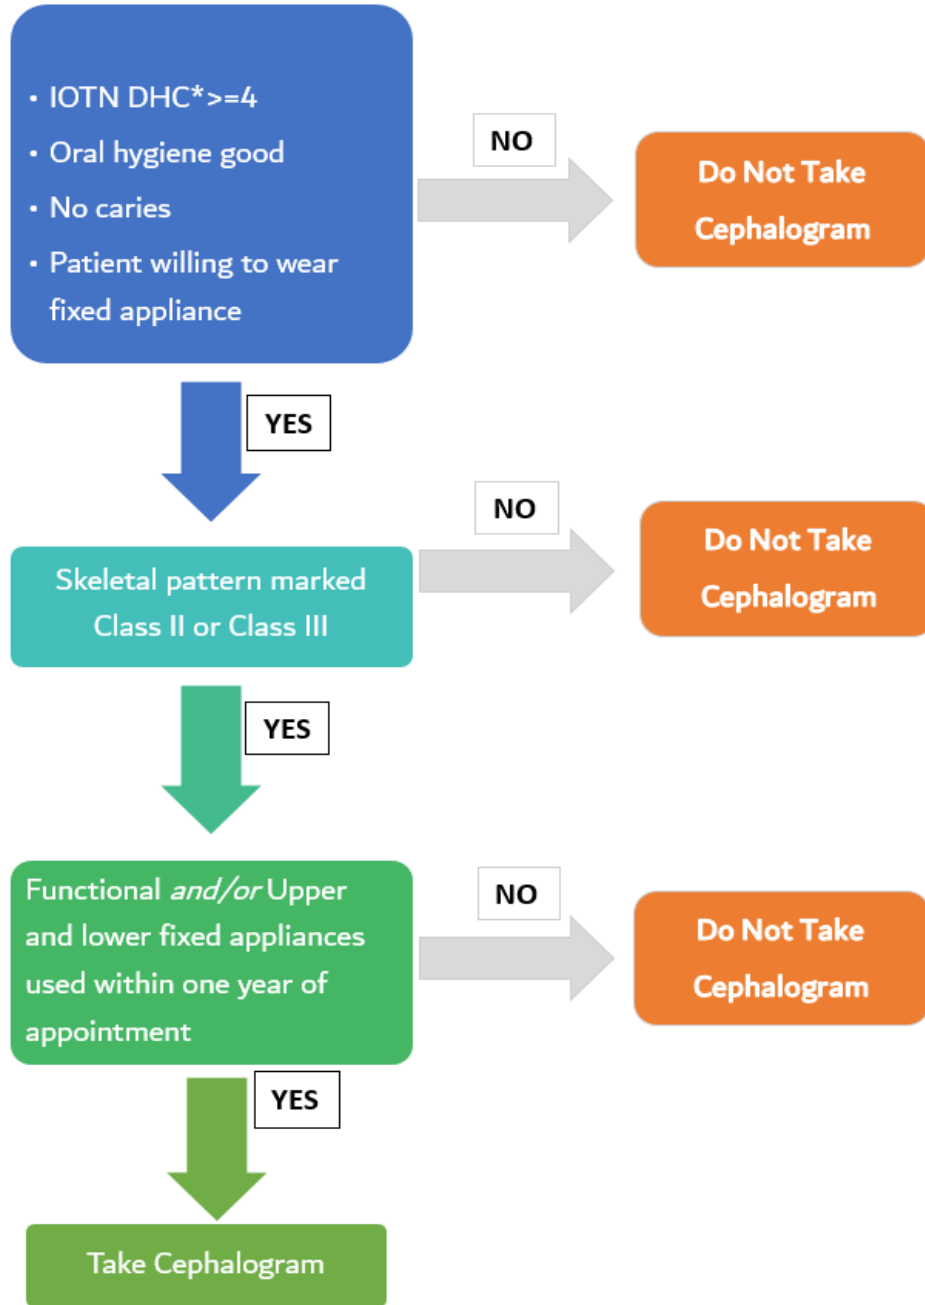 • IOTN DHC*>=4
• Oral hygiene good
• No caries
• Patient willing to wear
fixed appliance
NO
Do Not Take
Cephalogram
YES
Skeletal pattern marked
Class II or Class III
NO
Do Not Take
Cephalogram
YES
Functional and/or Upper
and lower fixed appliances
used within one year of
appointment
NO
Do Not Take
Cephalogram
YES
Take Cephalogram